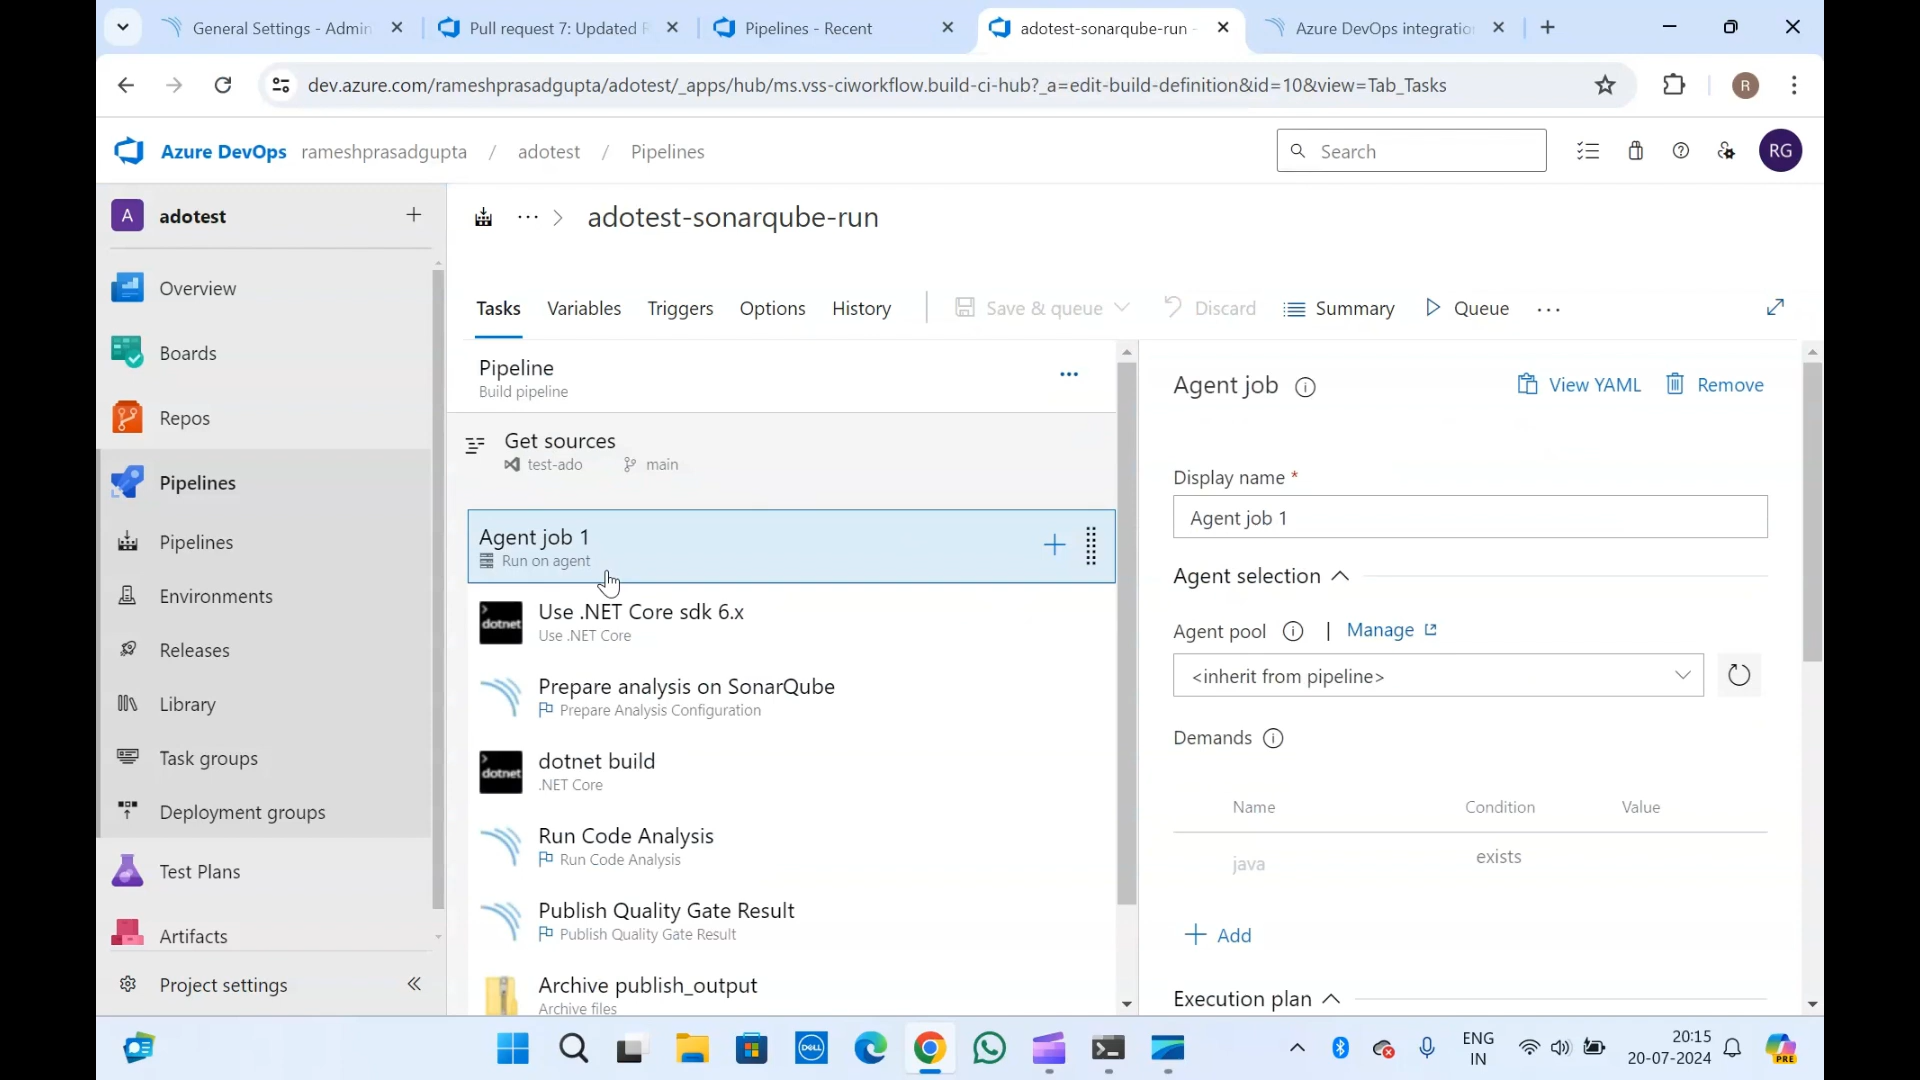 General Settings - Admin
Pull request 7: Updated R
Pipelines - Recent
adotest-sonarqube-run -
Azure DevOps integratio
dev.azure.com/rameshprasadgupta/adotest/_apps/hub/ms.vss-ciworkflow.build-ci-hub?_a=edit-build-definition&id=10&view=Tab_Tasks
R
Azure DevOps rameshprasadgupta / adotest / Pipelines
Search
RG
A adotest
Overview
Boards
Repos
Pipelines
Pipelines
Environments
Releases
Library
Task groups
Deployment groups
Test Plans
Artifacts
Project settings
adotest-sonarqube-run
Tasks Variables Triggers Options History Save & queue Discard Summary Queue
Pipeline
Build pipeline
Get sources
test-ado main
Agent job 1
Run on agent
dotnet
Use .NET Core sdk 6.x
Use .NET Core
Prepare analysis on SonarQube
Prepare Analysis Configuration
dotnet
dotnet build
.NET Core
Run Code Analysis
Run Code Analysis
Publish Quality Gate Result
Publish Quality Gate Result
Archive publish_output
Archive files
Agent job
View YAML
Remove
Display name *
Agent job 1
Agent selection
Agent pool | Manage
<inherit from pipeline>
Demands
Name Condition Value
java exists
Add
Execution plan
DELL
ENG
IN
20:15
20-07-2024
PRE